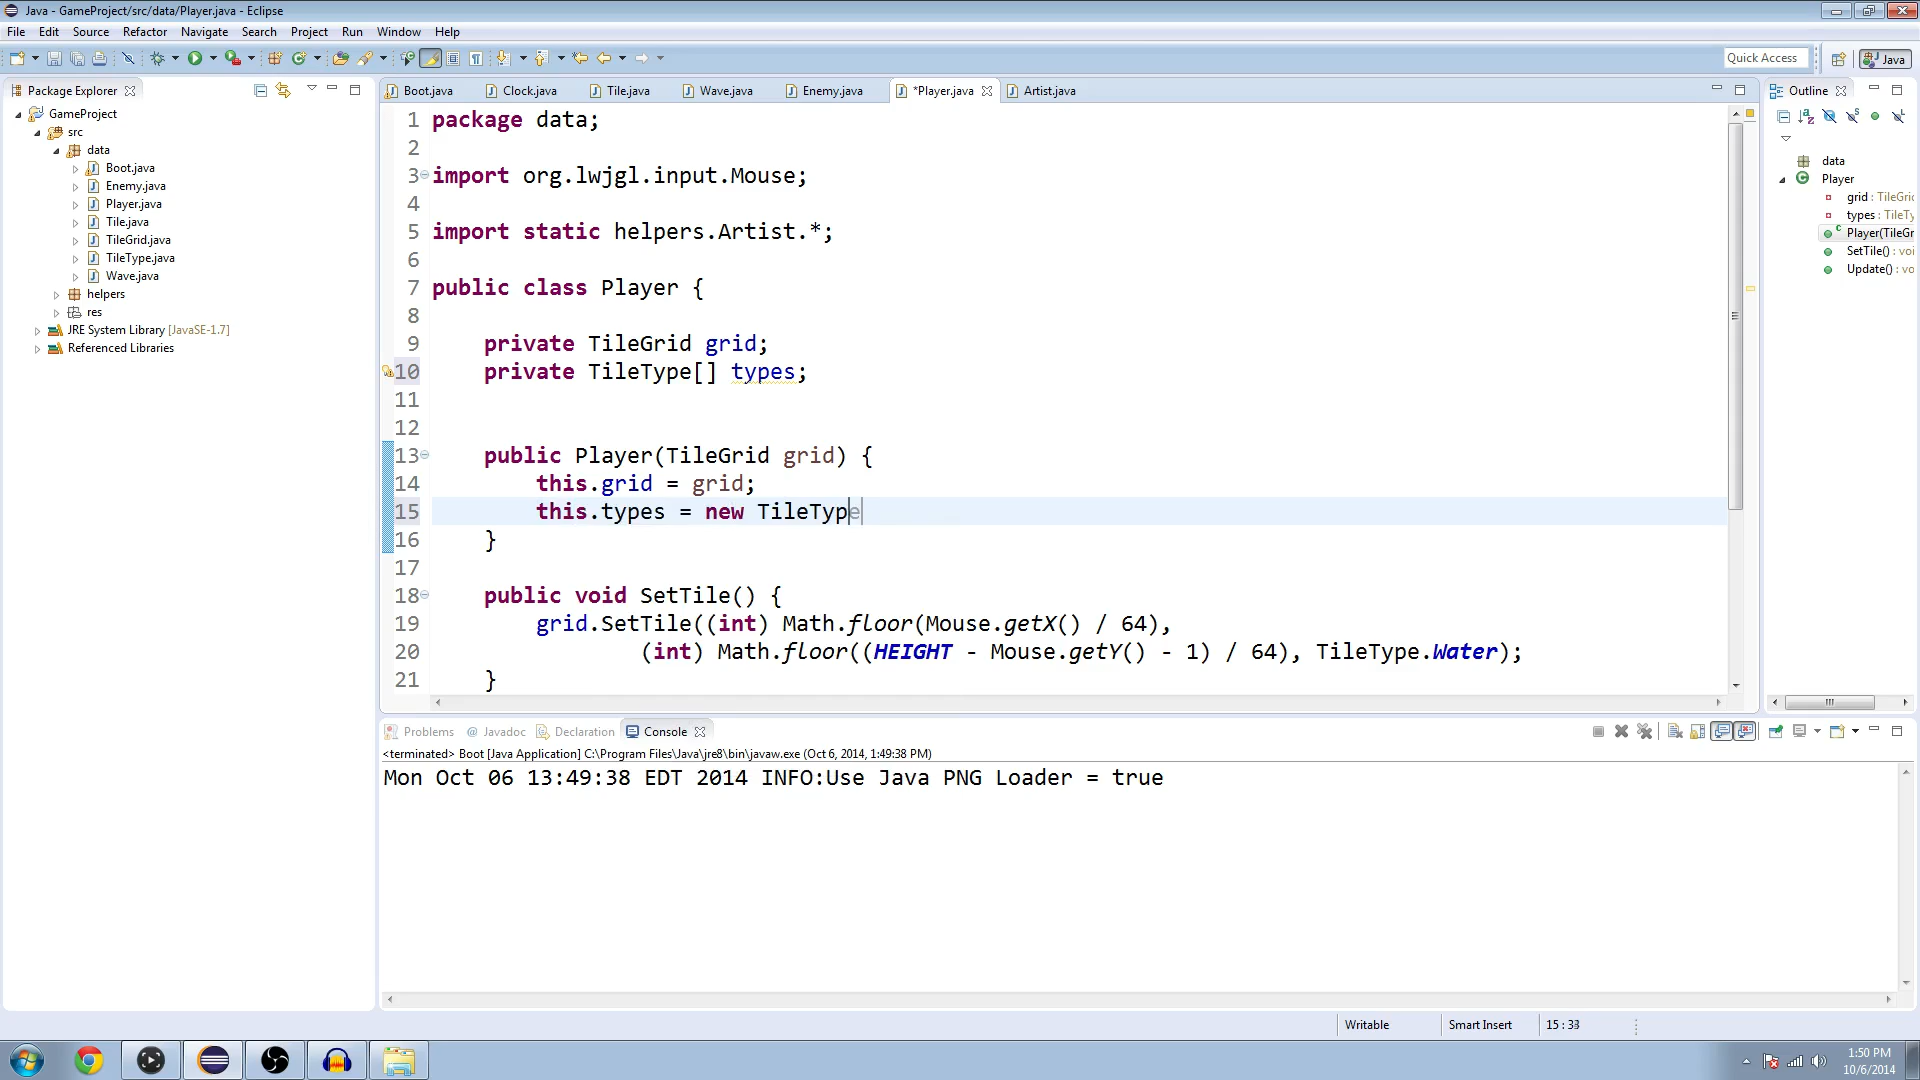 Java - GameProject/src/data/Player.java - Eclipse
File Edit Source Refactor Navigate Search Project Run Window Help
Quick Access
Java
Package Explorer
GameProject
src
data
Boot.java
Enemy.java
Player.java
Tile.java
TileGrid.java
TileType.java
Wave.java
helpers
res
JRE System Library [JavaSE-1.7]
Referenced Libraries
Boot.java Clock.java Tile.java Wave.java Enemy.java *Player.java Artist.java
1 package data;
2
3 import org.lwjgl.input.Mouse;
4
5 import static helpers.Artist.*;
6
7 public class Player {
8
9 private TileGrid grid;
10 private TileType[] types;
11
12
13 public Player(TileGrid grid) {
14 this.grid = grid;
15 this.types = new TileType
16 }
17
18 public void SetTile() {
19 grid.SetTile((int) Math.floor(Mouse.getX() / 64),
20 (int) Math.floor((HEIGHT - Mouse.getY() - 1) / 64), TileType.Water);
21 }
Outline
data
Player
grid : TileGric
types : TileTy
Player(TileGr
SetTile() : voi
Update() : vo
Problems Javadoc Declaration Console
<terminated> Boot [Java Application] C:\Program Files\Java\jre8\bin\javaw.exe (Oct 6, 2014, 1:49:38 PM)
Mon Oct 06 13:49:38 EDT 2014 INFO:Use Java PNG Loader = true
Writable Smart Insert 15 : 33
1:50 PM
10/6/2014